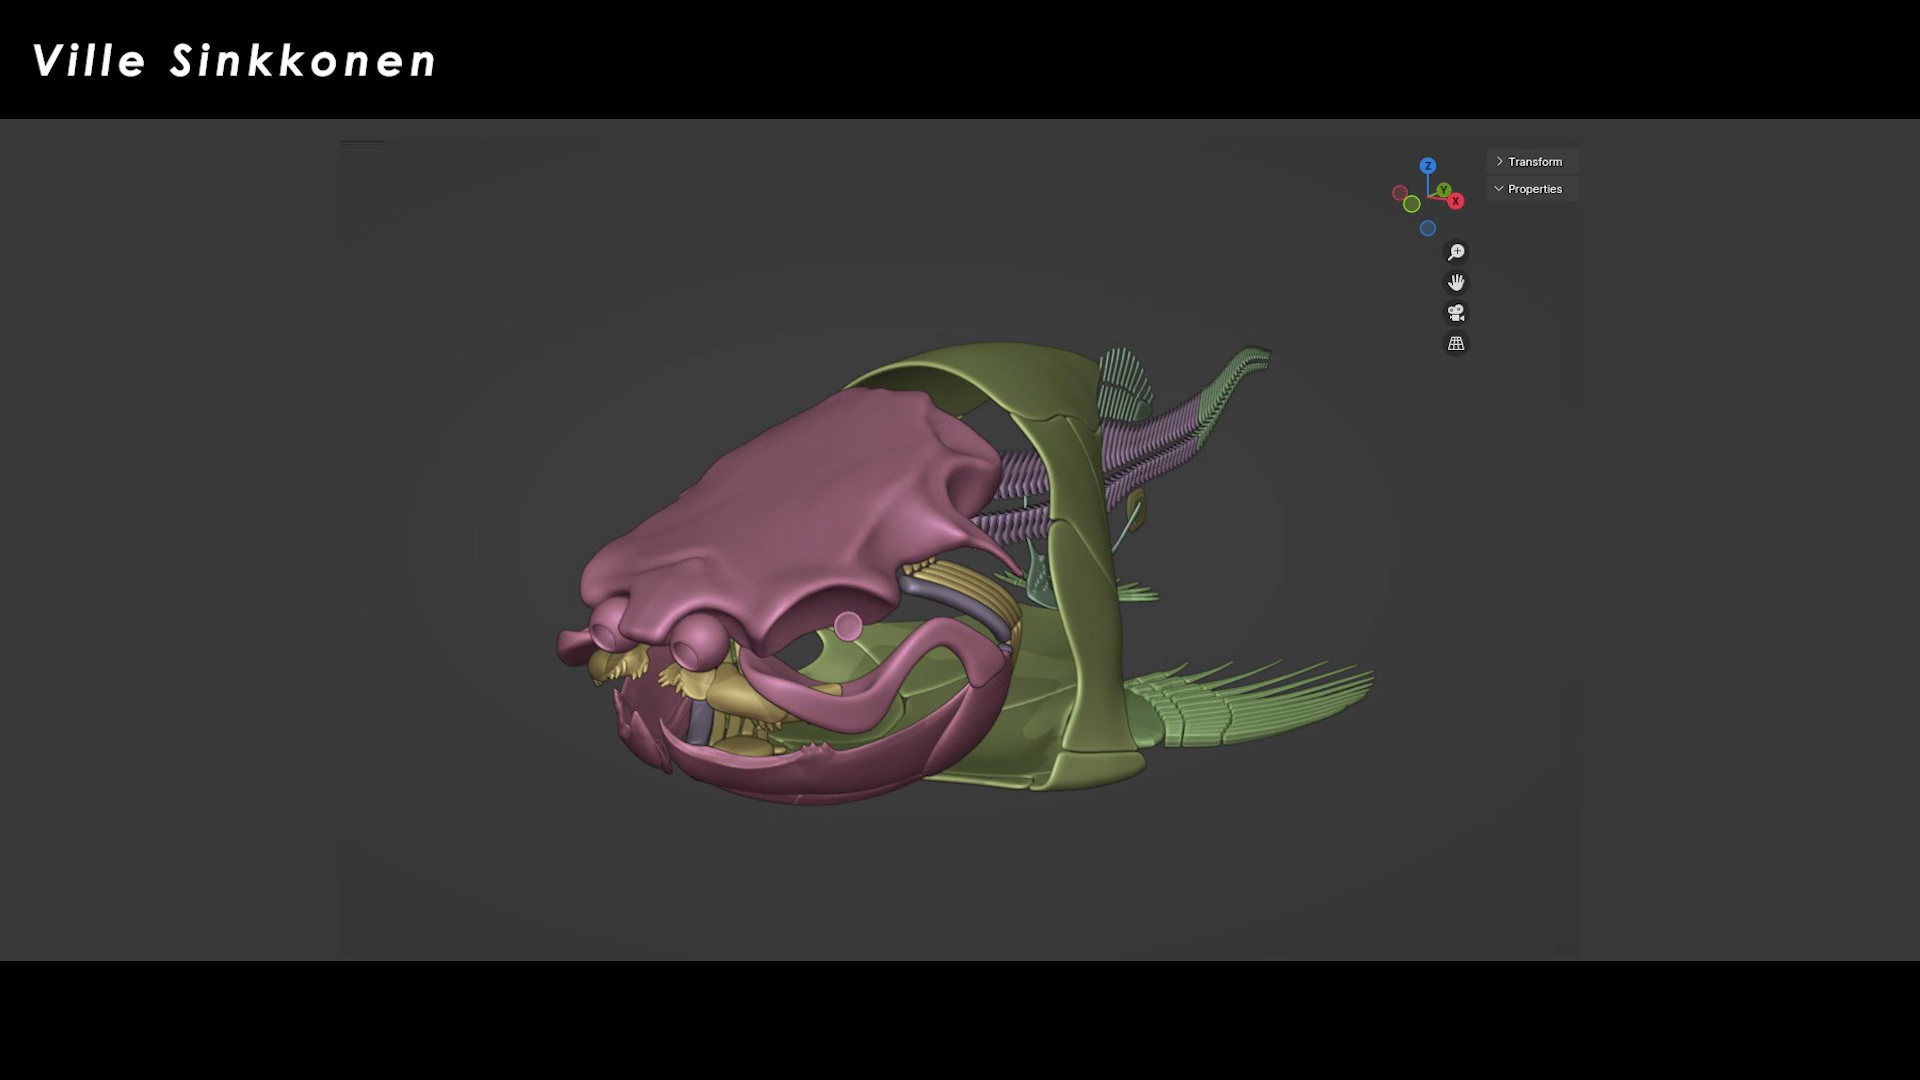 Ville Sinkkonen
Transform
Properties
Z
Y
X